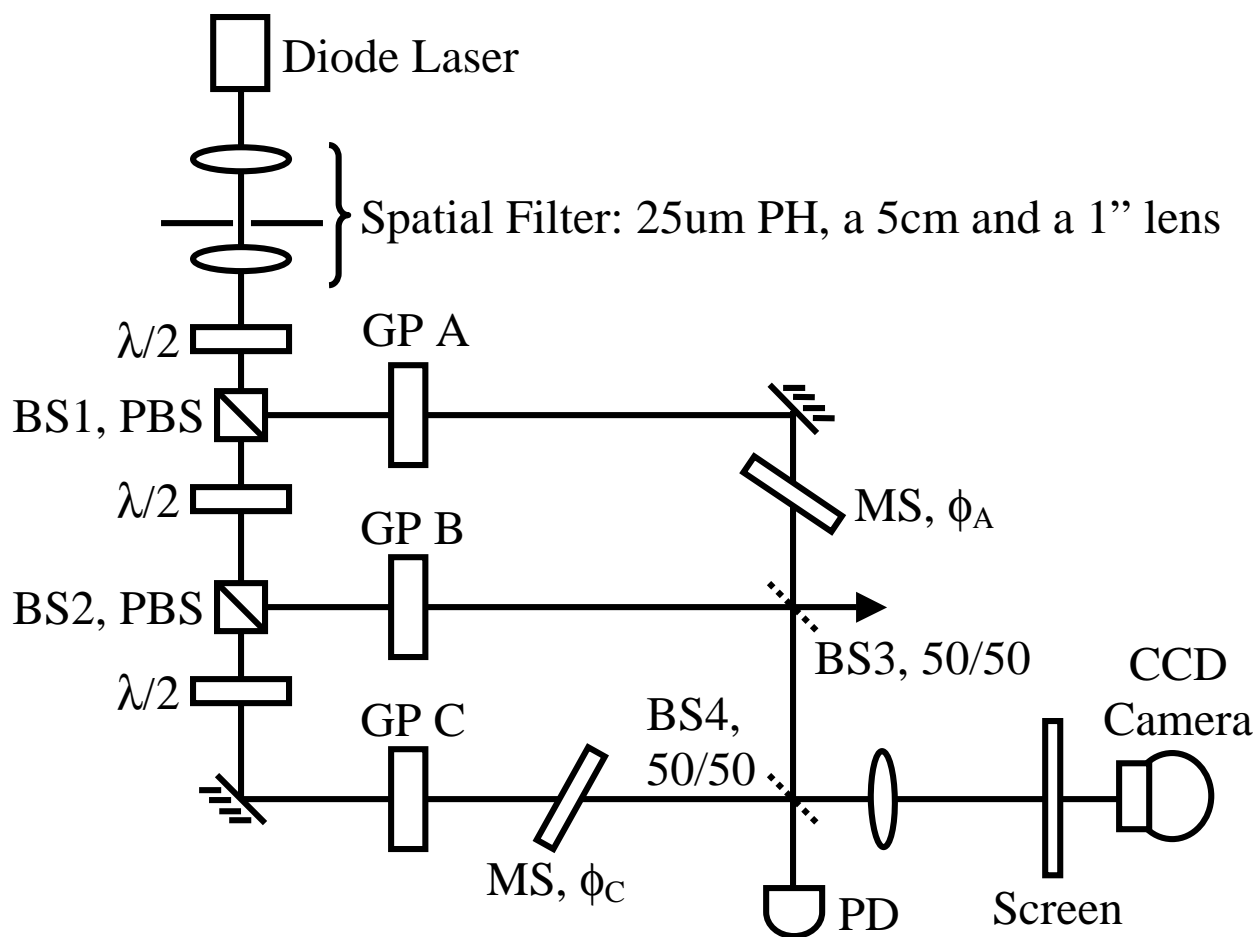 Diode Laser
Spatial Filter: 25um PH, a 5cm and a 1” lens
λ/2
GP A
BS1, PBS
λ/2
MS, ϕA
GP B
BS2, PBS
BS3, 50/50
λ/2
GP C
BS4,
50/50
CCD
Camera
MS, ϕC
PD
Screen